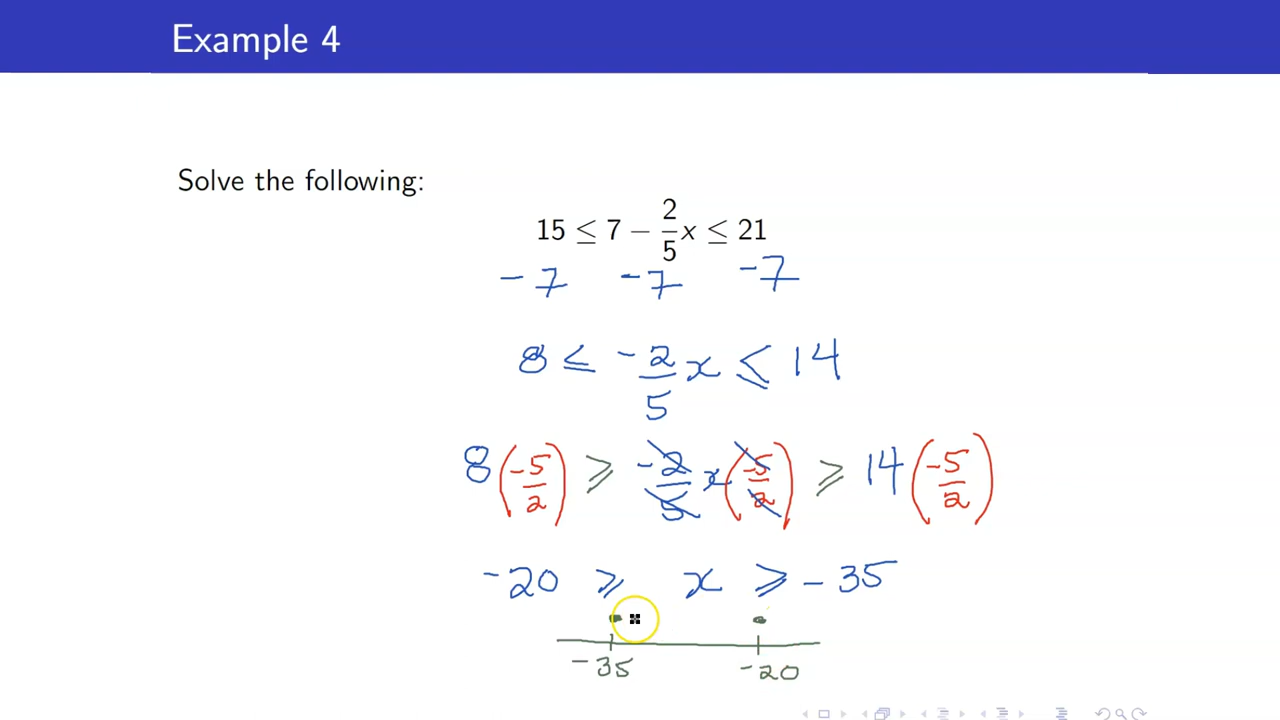 Example 4
Solve the following:
15 ≤ 7 − 2/5 x ≤ 21
-7 -7 -7
8 ≤ -2/5 x ≤ 14
8(-5/2) ≥ -2/5 x(-5/2) ≥ 14(-5/2)
-20 ≥ x ≥ -35
-35 -20